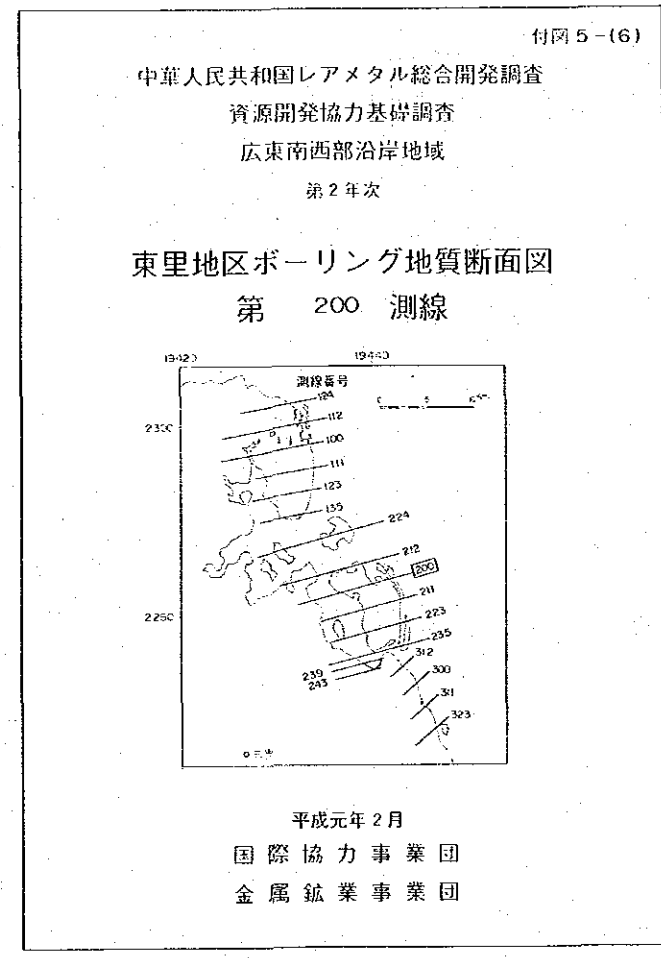 付図 5-(6)
中華人民共和国レアメタル総合開発調査
資源開発協力基礎調査
広東南西部沿岸地域
第2年次
東里地区ボーリング地質断面図
第 200 測線
19420 19440
測線番号
124
2300
112
100
111
123
135
224
212
200
211
2250
223
235
312
239
300
243
311
323
平成元年2月
国際協力事業団
金属鉱業事業団